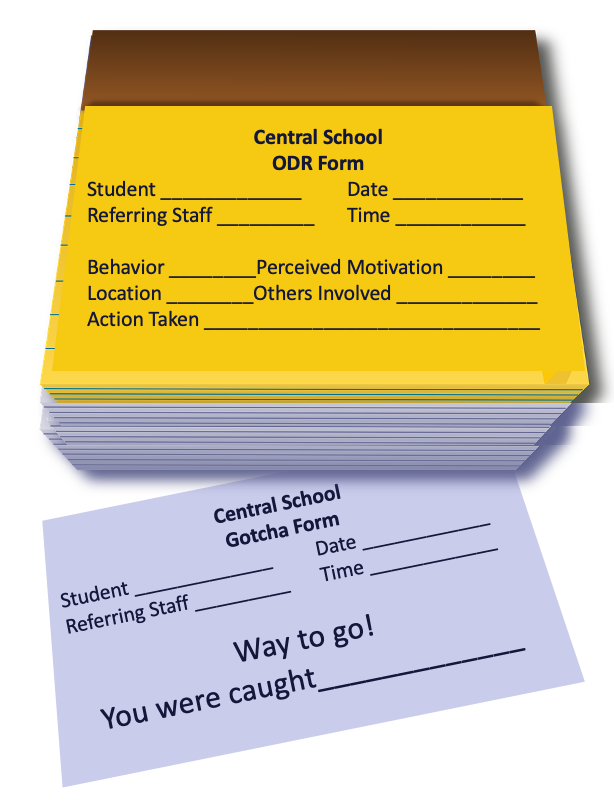 Central School
ODR Form
Student _____________ Date ____________
Referring Staff _________ Time ____________
Behavior ________Perceived Motivation ________
Location ________Others Involved _____________
Action Taken _______________________________
Central School
Gotcha Form
Student _____________ Date ____________
Referring Staff _________ Time ____________
Way to go!
You were caught______________